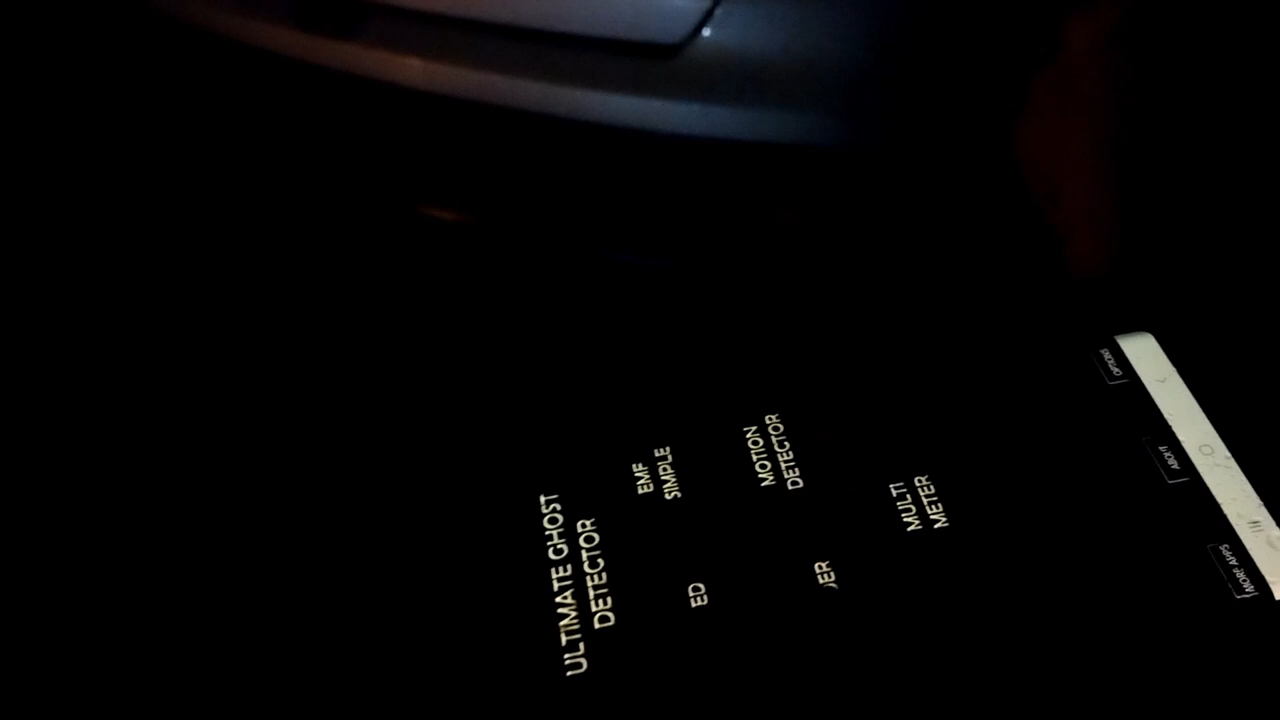 ULTIMATE GHOST
DETECTOR
EMF
SIMPLE
ED
MOTION
DETECTOR
ER
MULTI
METER
OPTIONS
ABOUT
MORE APPS